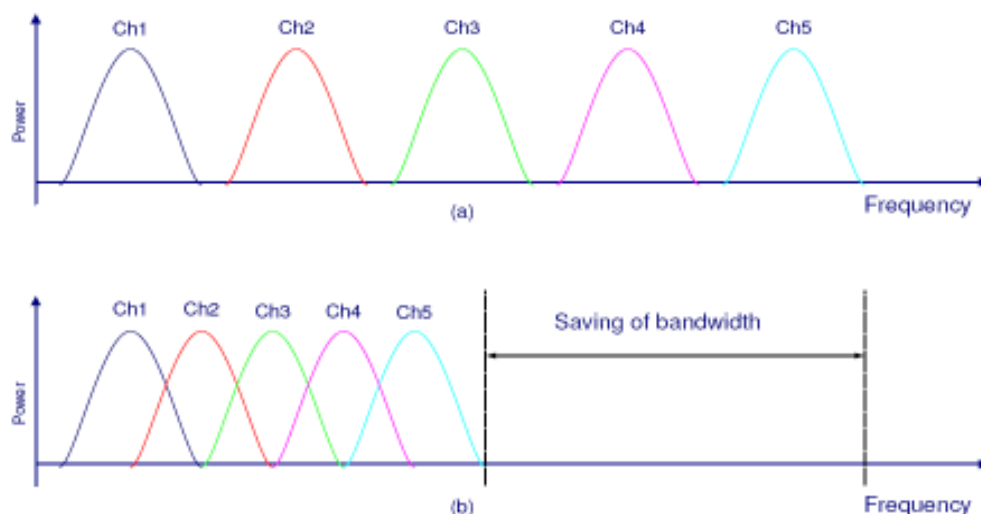 Ch1 Ch2 Ch3 Ch4 Ch5
Power
(a)
Frequency
Ch1 Ch2 Ch3 Ch4 Ch5
Saving of bandwidth
Power
(b)
Frequency